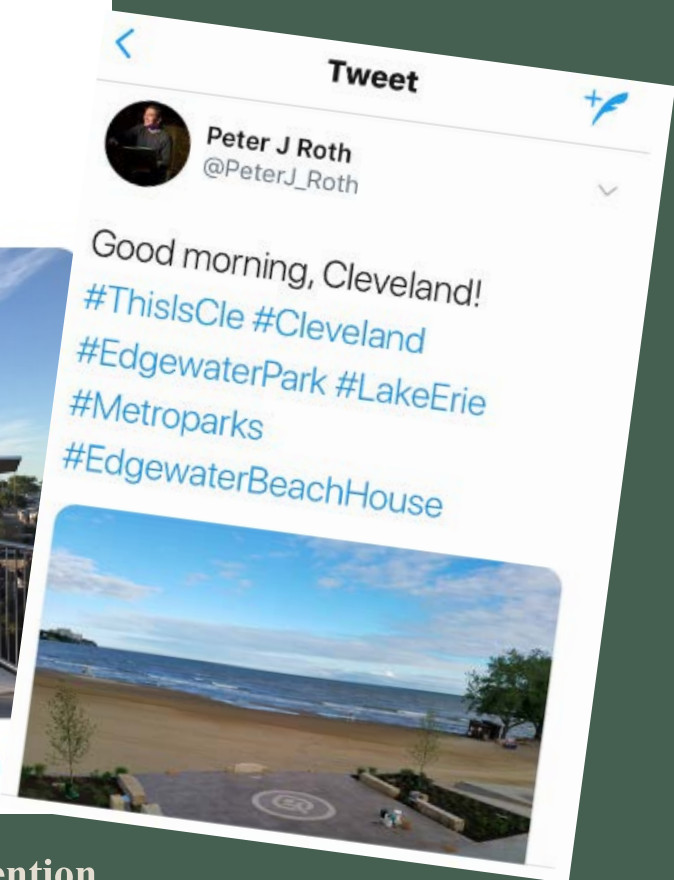 Tweet
Peter J Roth
@PeterJ_Roth
Good morning, Cleveland!
#ThisIsCle #Cleveland
#EdgewaterPark #LakeErie
#Metroparks
#EdgewaterBeachHouse